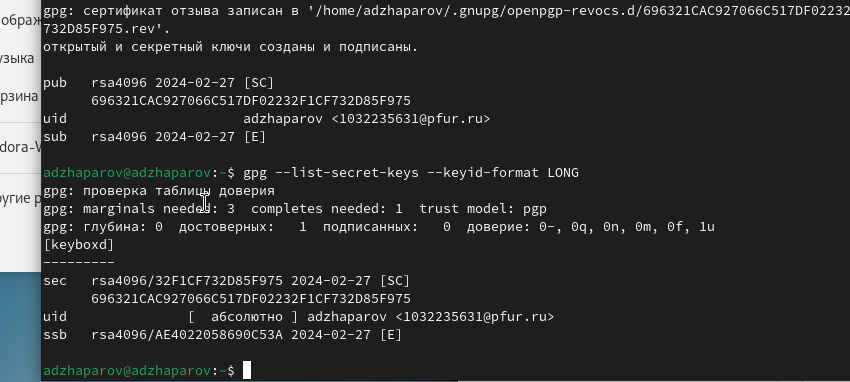 gpg: сертификат отзыва записан в '/home/adzhaparov/.gnupg/openpgp-revocs.d/696321CAC927066C517DF02232
732D85F975.rev'.
открытый и секретный ключи созданы и подписаны.
pub   rsa4096 2024-02-27 [SC]
      696321CAC927066C517DF02232F1CF732D85F975
uid                      adzhaparov <1032235631@pfur.ru>
sub   rsa4096 2024-02-27 [E]
adzhaparov@adzhaparov:~$ gpg --list-secret-keys --keyid-format LONG
gpg: проверка таблицы доверия
gpg: marginals needed: 3  completes needed: 1  trust model: pgp
gpg: глубина: 0  достоверных:   1  подписанных:   0  доверие: 0-, 0q, 0n, 0m, 0f, 1u
[keyboxd]
---------
sec   rsa4096/32F1CF732D85F975 2024-02-27 [SC]
      696321CAC927066C517DF02232F1CF732D85F975
uid                [  абсолютно ] adzhaparov <1032235631@pfur.ru>
ssb   rsa4096/AE4022058690C53A 2024-02-27 [E]
adzhaparov@adzhaparov:~$
ображ
узыка
рзина
dora-W
ругие р